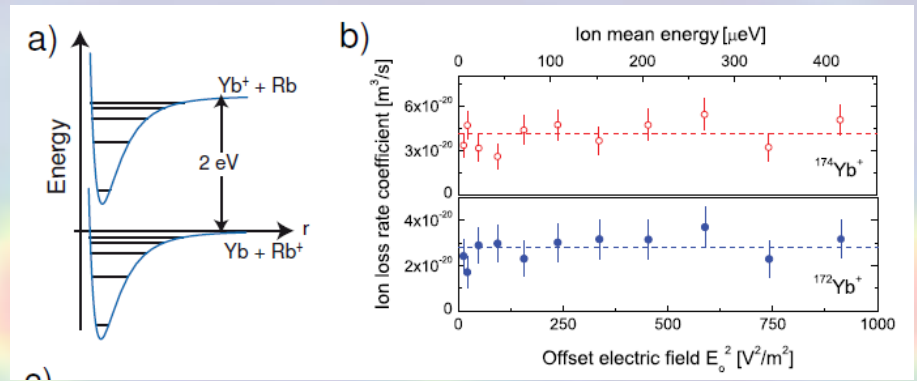 a)
Energy
Yb⁺ + Rb
2 eV
r
Yb + Rb⁺
b)
Ion mean energy [μeV]
0 100 200 300 400
Ion loss rate coefficient [m³/s]
6x10⁻²⁰
3x10⁻²⁰
0
¹⁷⁴Yb⁺
4x10⁻²⁰
2x10⁻²⁰
0
¹⁷²Yb⁺
0 250 500 750 1000
Offset electric field Eₒ² [V²/m²]